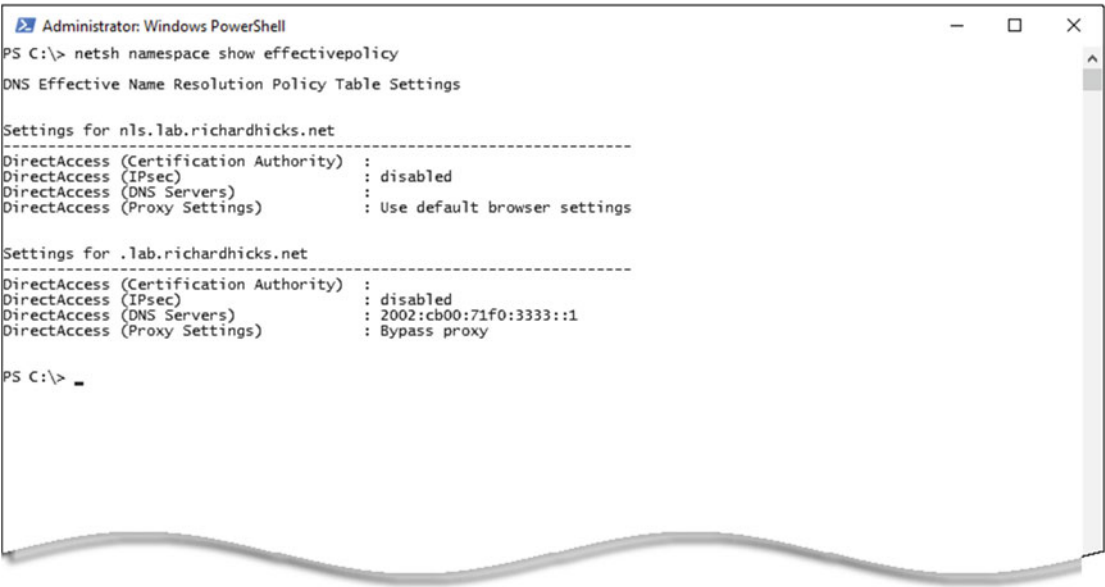 Administrator: Windows PowerShell
PS C:\> netsh namespace show effectivepolicy
DNS Effective Name Resolution Policy Table Settings
Settings for nls.lab.richardhicks.net
----------------------------------------------------------------------
DirectAccess (Certification Authority)  :
DirectAccess (IPsec)                    : disabled
DirectAccess (DNS Servers)              :
DirectAccess (Proxy Settings)           : Use default browser settings
Settings for .lab.richardhicks.net
----------------------------------------------------------------------
DirectAccess (Certification Authority)  :
DirectAccess (IPsec)                    : disabled
DirectAccess (DNS Servers)              : 2002:cb00:71f0:3333::1
DirectAccess (Proxy Settings)           : Bypass proxy
PS C:\> _